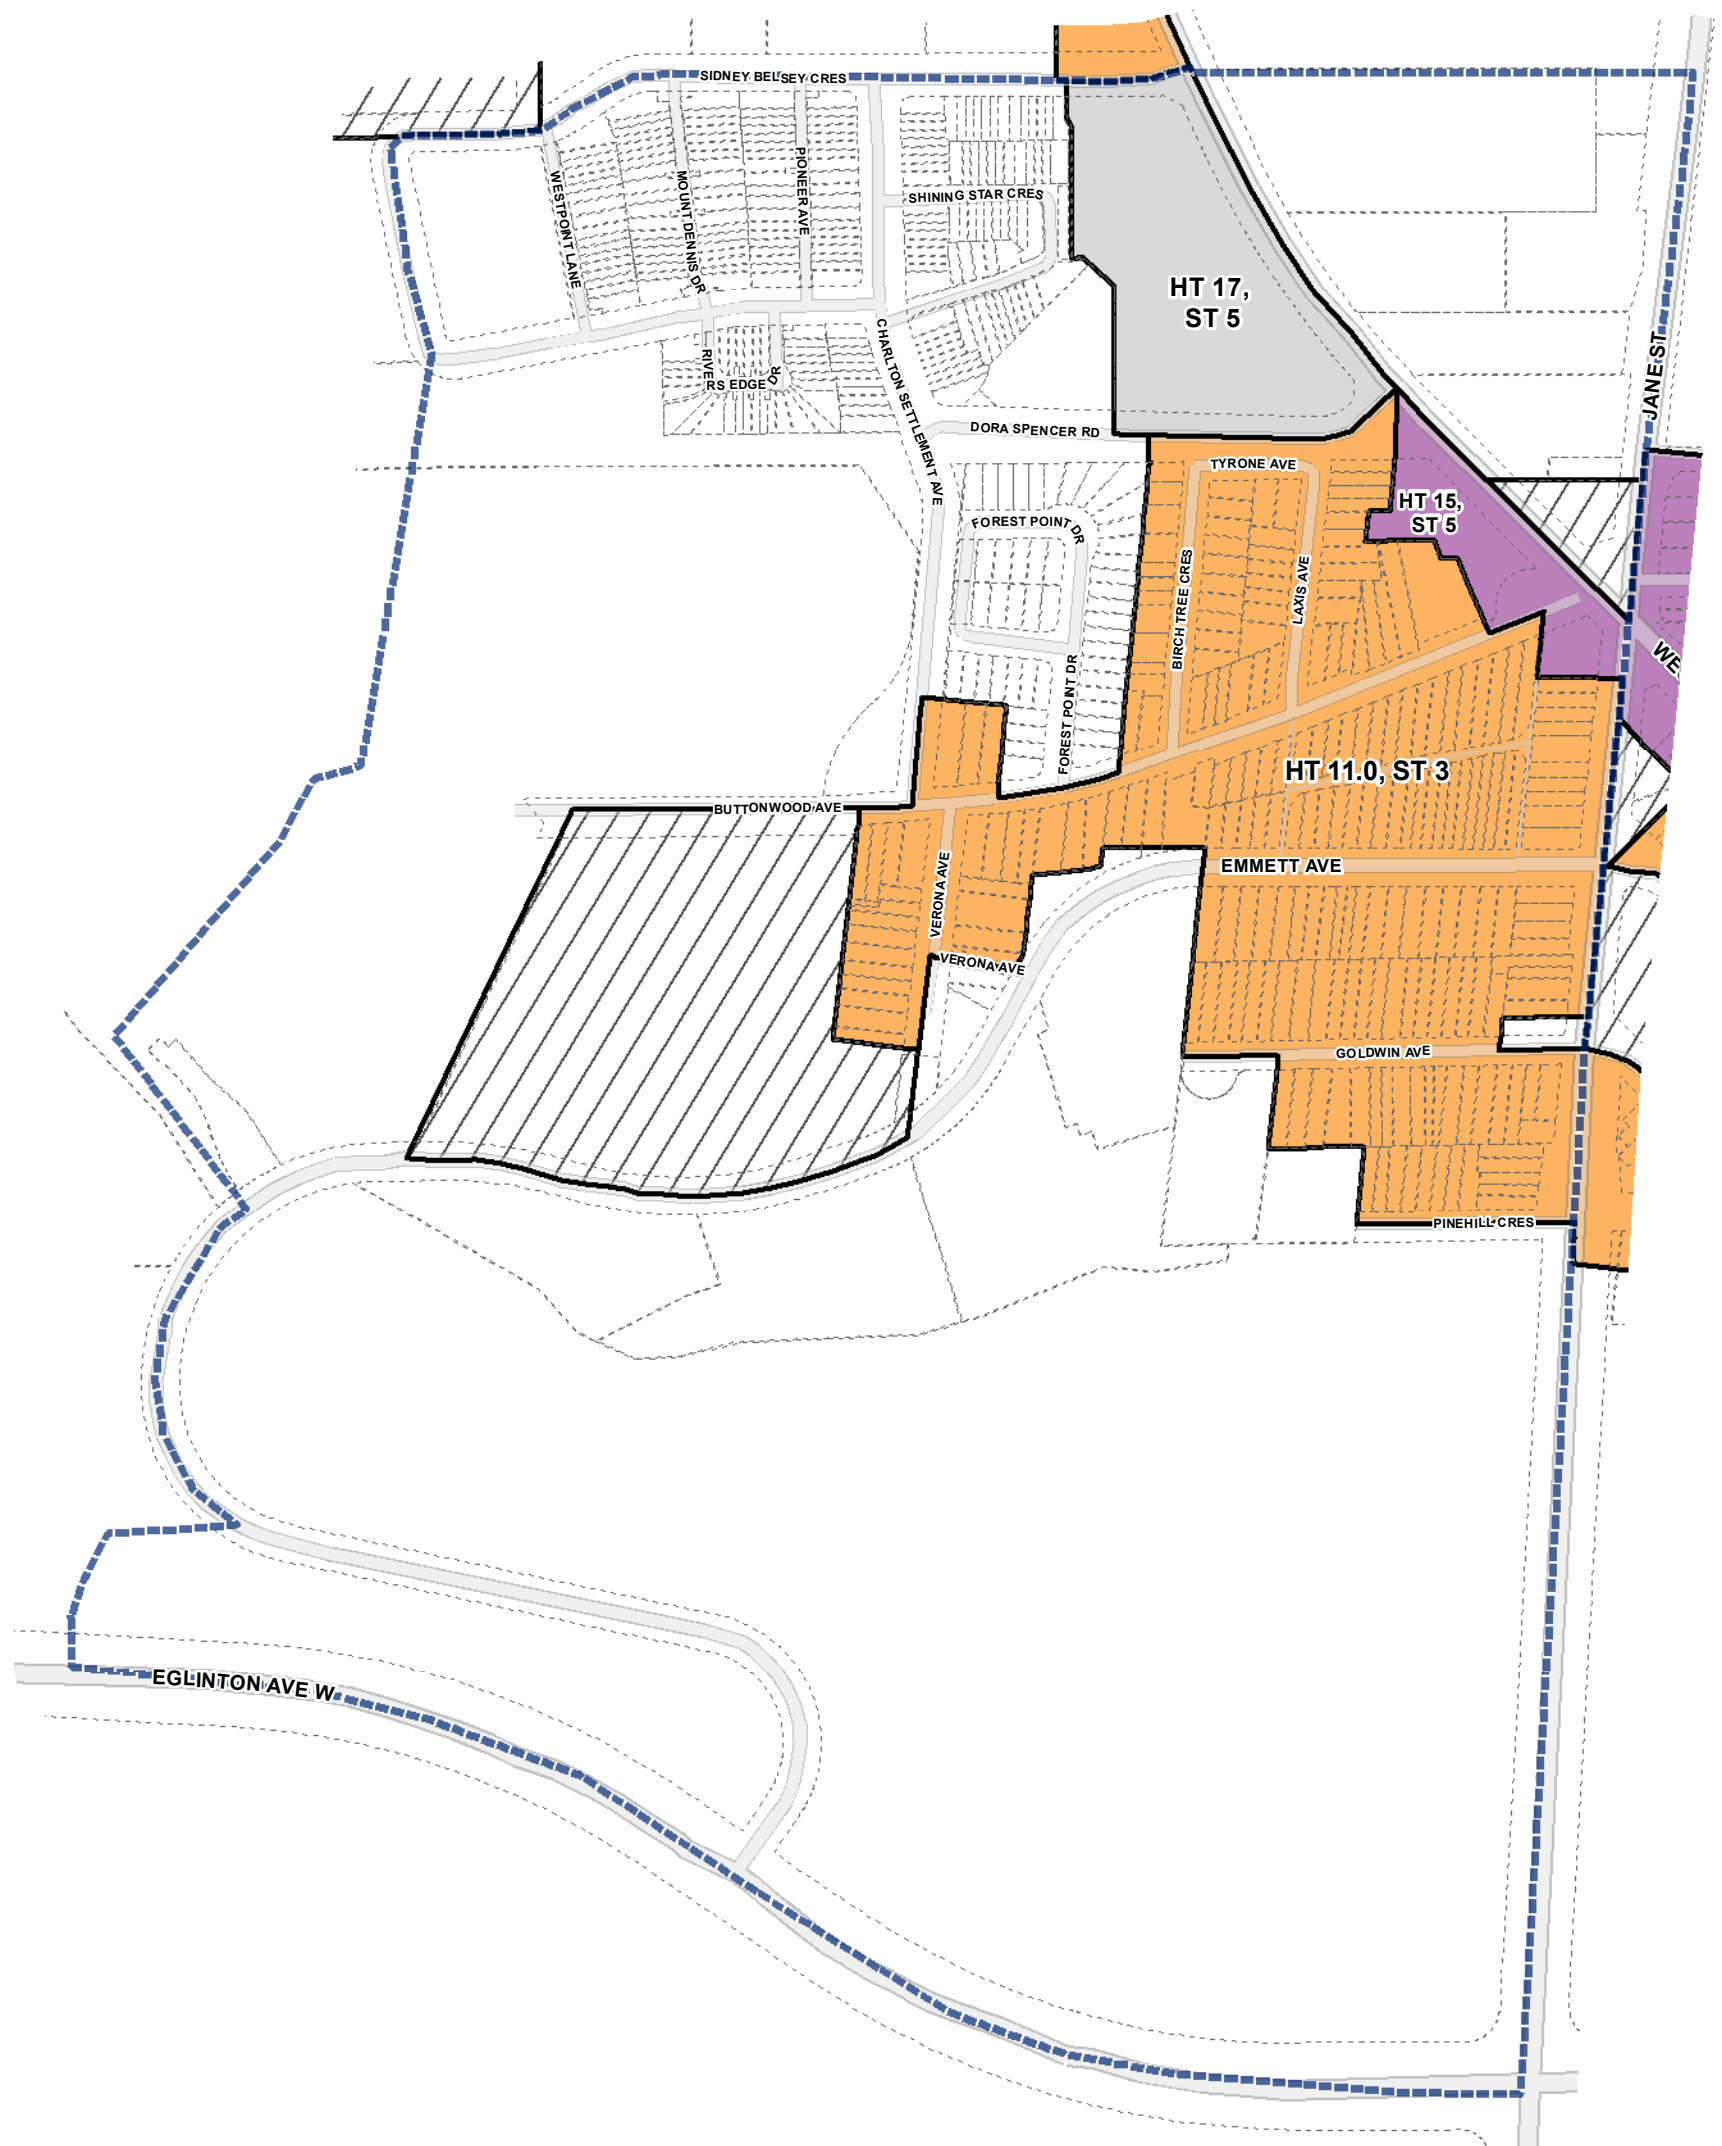 SIDNEY BELSEY CRES
WESTPOINT LANE
MOUNT DENNIS DR
PIONEER AVE
SHINING STAR CRES
HT 17,
ST 5
RIVERS EDGE DR
CHARLTON SETTLEMENT AVE
DORA SPENCER RD
JANE ST
TYRONE AVE
HT 15,
ST 5
FOREST POINT DR
BIRCH TREE CRES
LAXIS AVE
FOREST POINT DR
WE
HT 11.0, ST 3
BUTTONWOOD AVE
VERONA AVE
EMMETT AVE
VERONA AVE
GOLDWIN AVE
PINEHILL CRES
EGLINTON AVE W